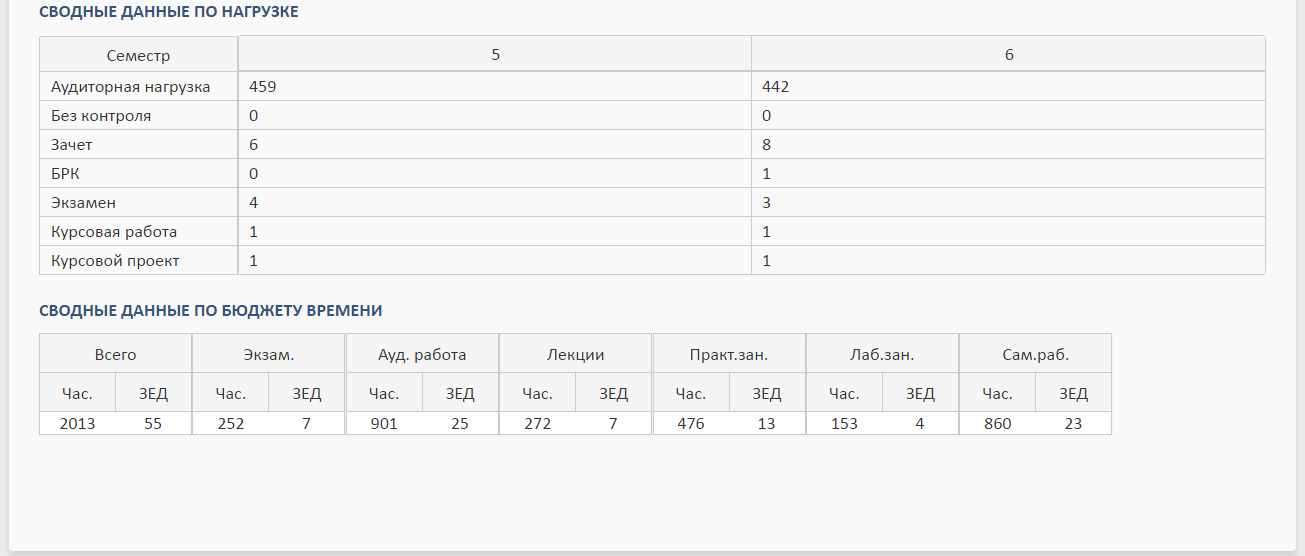 СВОДНЫЕ ДАННЫЕ ПО НАГРУЗКЕ
Семестр 5 6
Аудиторная нагрузка 459 442
Без контроля 0 0
Зачет 6 8
БРК 0 1
Экзамен 4 3
Курсовая работа 1 1
Курсовой проект 1 1
СВОДНЫЕ ДАННЫЕ ПО БЮДЖЕТУ ВРЕМЕНИ
Всего Экзам. Ауд. работа Лекции Практ.зан. Лаб.зан. Сам.раб.
Час. ЗЕД Час. ЗЕД Час. ЗЕД Час. ЗЕД Час. ЗЕД Час. ЗЕД Час. ЗЕД
2013 55 252 7 901 25 272 7 476 13 153 4 860 23